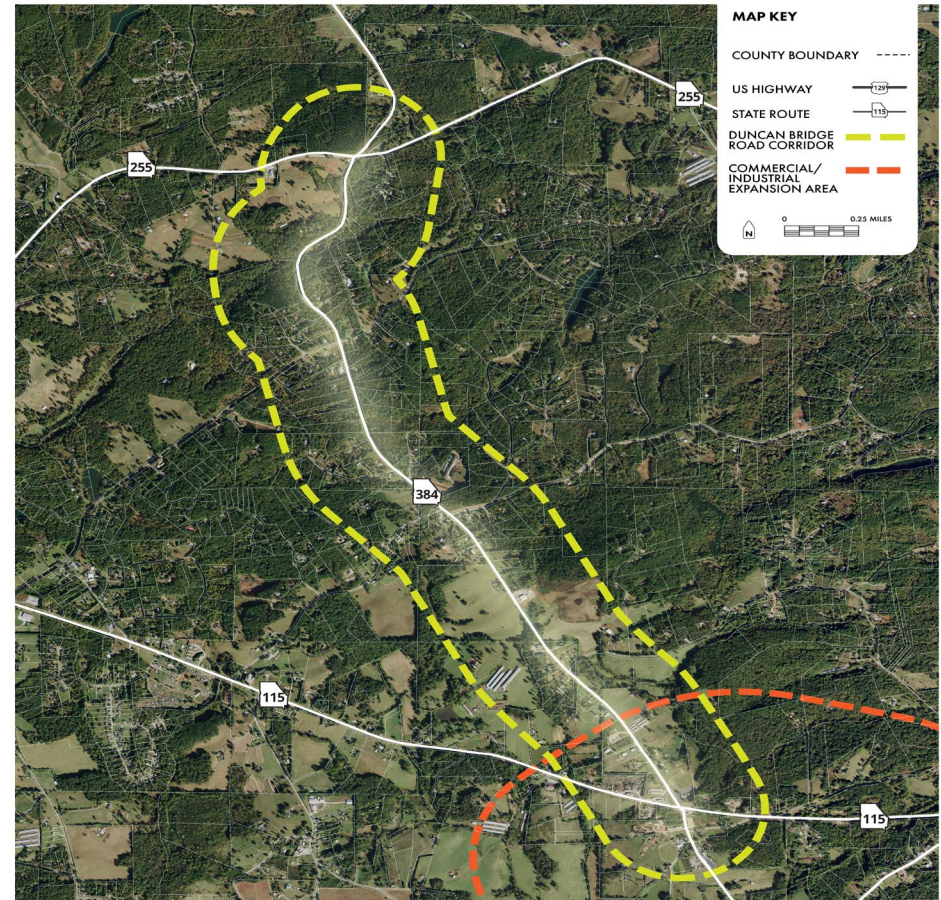 MAP KEY
COUNTY BOUNDARY
US HIGHWAY 129
STATE ROUTE 115
DUNCAN BRIDGE
ROAD CORRIDOR
COMMERCIAL/
INDUSTRIAL
EXPANSION AREA
0 0.25 MILES
N
255
255
384
115
115